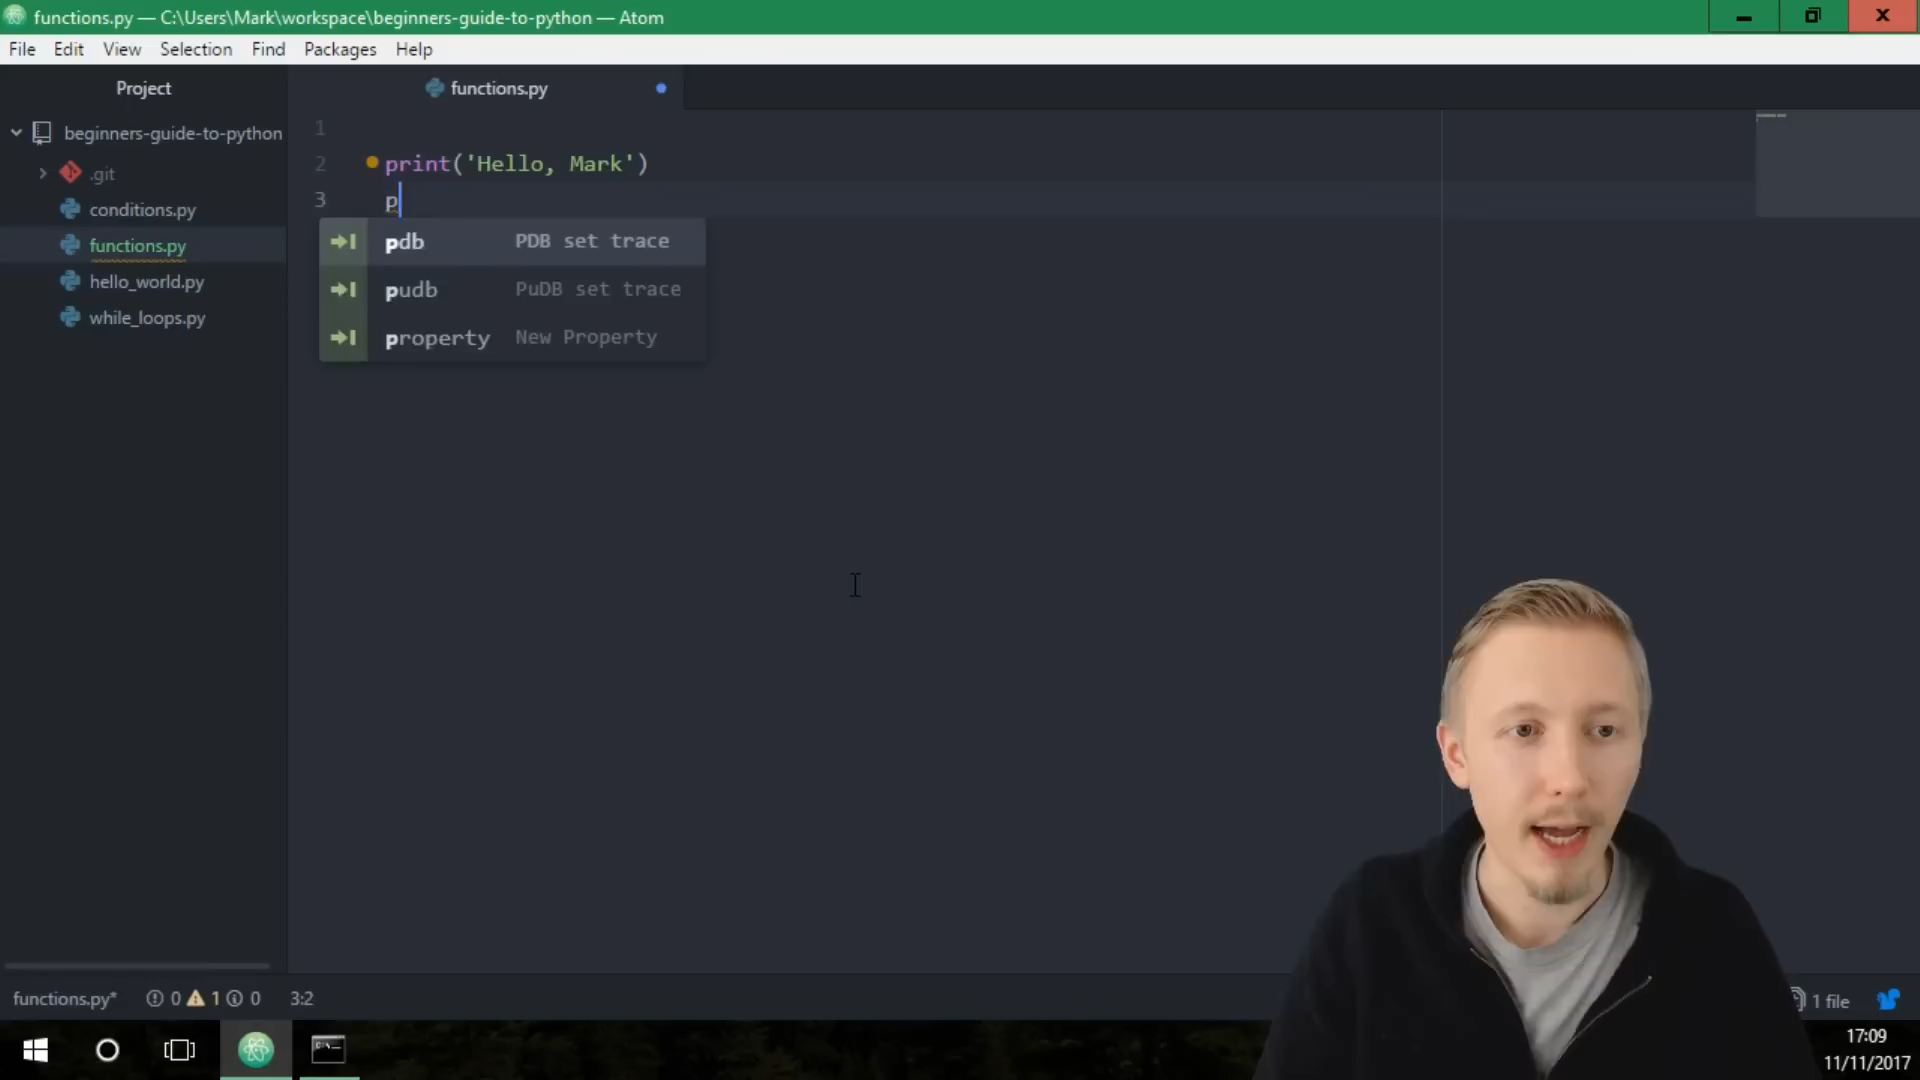 functions.py — C:\Users\Mark\workspace\beginners-guide-to-python — Atom
File Edit View Selection Find Packages Help
Project
functions.py
beginners-guide-to-python
.git
conditions.py
functions.py
hello_world.py
while_loops.py
1
2 print('Hello, Mark')
3 p
pdb PDB set trace
pudb PuDB set trace
property New Property
functions.py* 0 1 0 3:2
1 file
17:09
11/11/2017